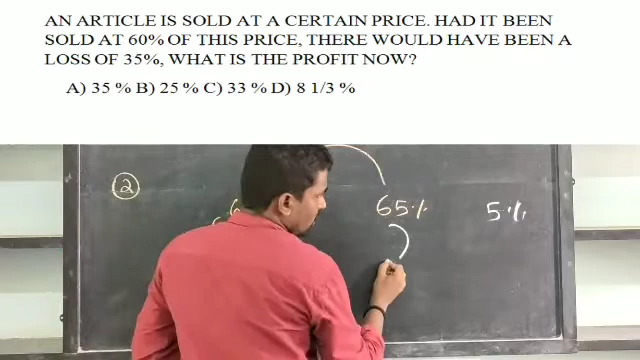 AN ARTICLE IS SOLD AT A CERTAIN PRICE. HAD IT BEEN
SOLD AT 60% OF THIS PRICE, THERE WOULD HAVE BEEN A
LOSS OF 35%, WHAT IS THE PROFIT NOW?
A) 35 % B) 25 % C) 33 % D) 8 1/3 %
2
65%
5%